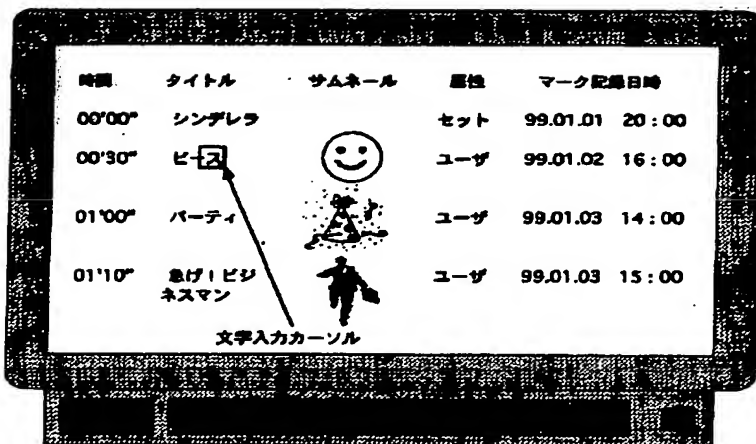 時間 タイトル サムネール 属性 マーク記録日時
00'00" シンデレラ セット 99.01.01 20:00
00'30" ピース ユーザ 99.01.02 16:00
01'00" パーティ ユーザ 99.01.03 14:00
01'10" 急げ!ビジ ユーザ 99.01.03 15:00
ネスマン
文字入力カーソル